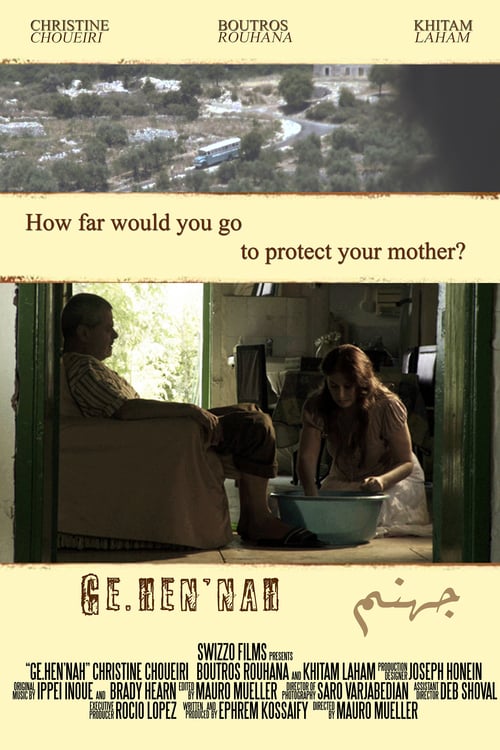 CHRISTINE CHOUEIRI
BOUTROS ROUHANA
KHITAM LAHAM
How far would you go
to protect your mother?
GE.HEN'NAH
جهنم
SWIZZO FILMS PRESENTS
"GE.HEN'NAH" CHRISTINE CHOUEIRI BOUTROS ROUHANA AND KHITAM LAHAM PRODUCTION DESIGNER JOSEPH HONEIN
ORIGINAL MUSIC BY IPPEI INOUE AND BRADY HEARN EDITED BY MAURO MUELLER DIRECTOR OF PHOTOGRAPHY SARO VARJABEDIAN ASSISTANT DIRECTOR DEB SHOVAL
EXECUTIVE PRODUCER ROCIO LOPEZ WRITTEN AND PRODUCED BY EPHREM KOSSAIFY DIRECTED BY MAURO MUELLER